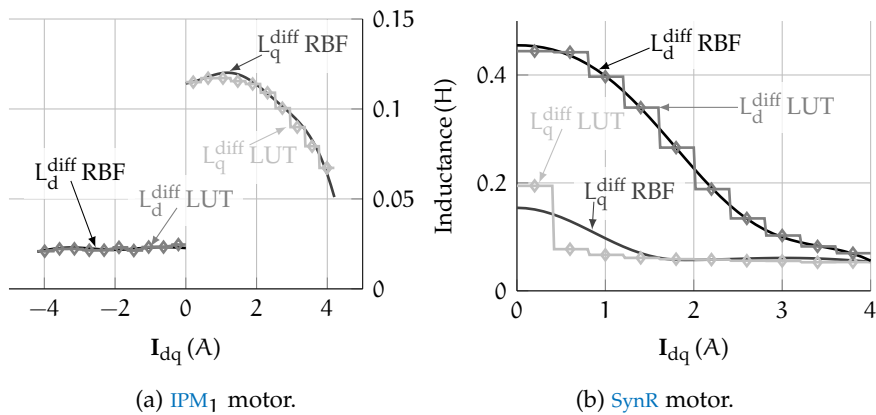 0.15
L_q^diff RBF
0.1
L_q^diff LUT
L_d^diff RBF
L_d^diff LUT
0.05
0
−4 −2 0 2 4
I_dq (A)
(a) IPM_1 motor.
Inductance (H)
0.4
L_d^diff RBF
L_d^diff LUT
L_q^diff LUT
0.2
L_q^diff RBF
0
0 1 2 3 4
I_dq (A)
(b) SynR motor.